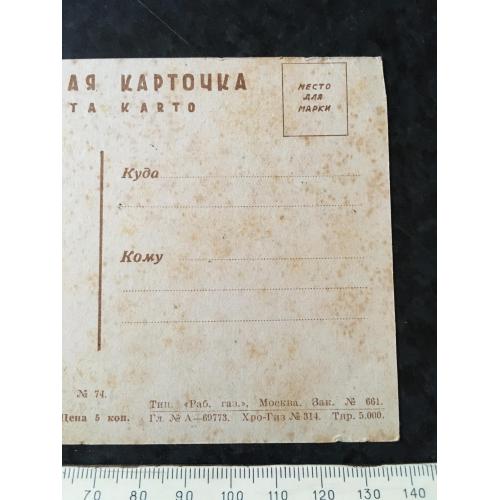 АЯ КАРТОЧКА
ТА KARTO
МЕСТО
ДЛЯ
МАРКИ
Куда
Кому
№ 74.
Цена 5 коп.
Тип. «Раб. газ.», Москва. Зак. № 661.
Гл. № А—69773. Хро-Гиз № 314. Тир. 5.000.
70 80 90 100 110 120 130 140